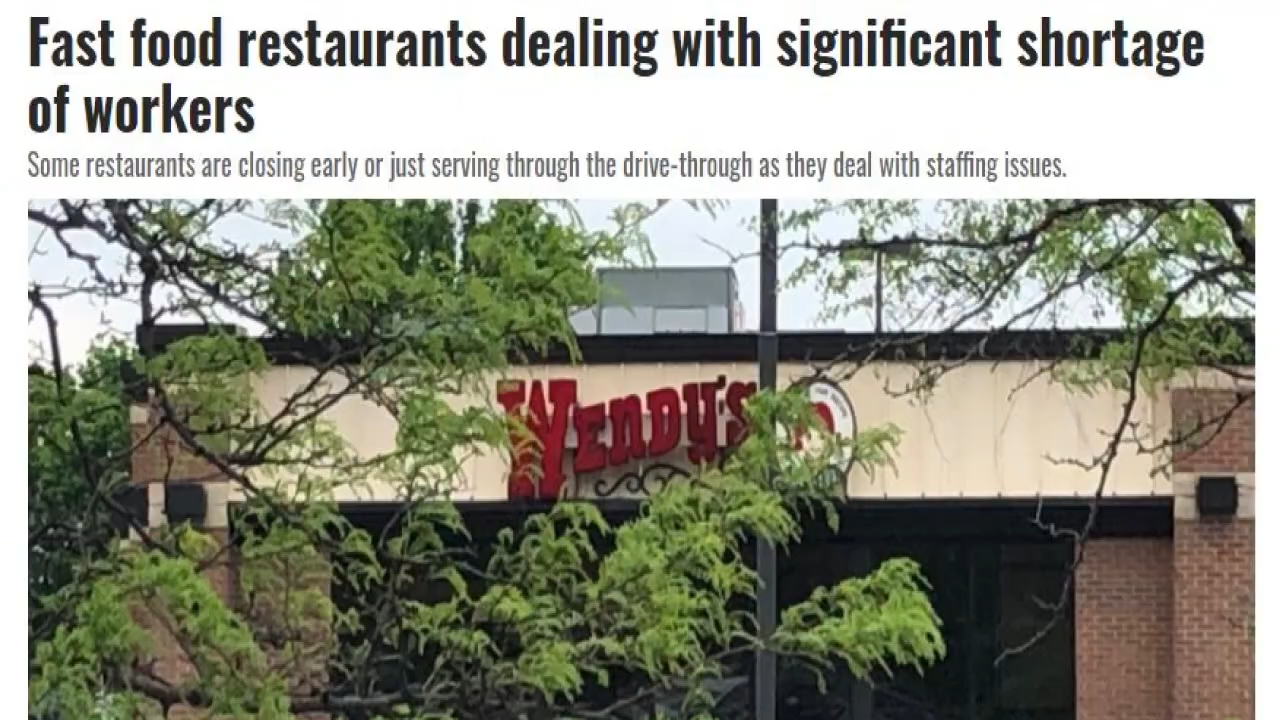 Fast food restaurants dealing with significant shortage
of workers
Some restaurants are closing early or just serving through the drive-through as they deal with staffing issues.
Wendy's